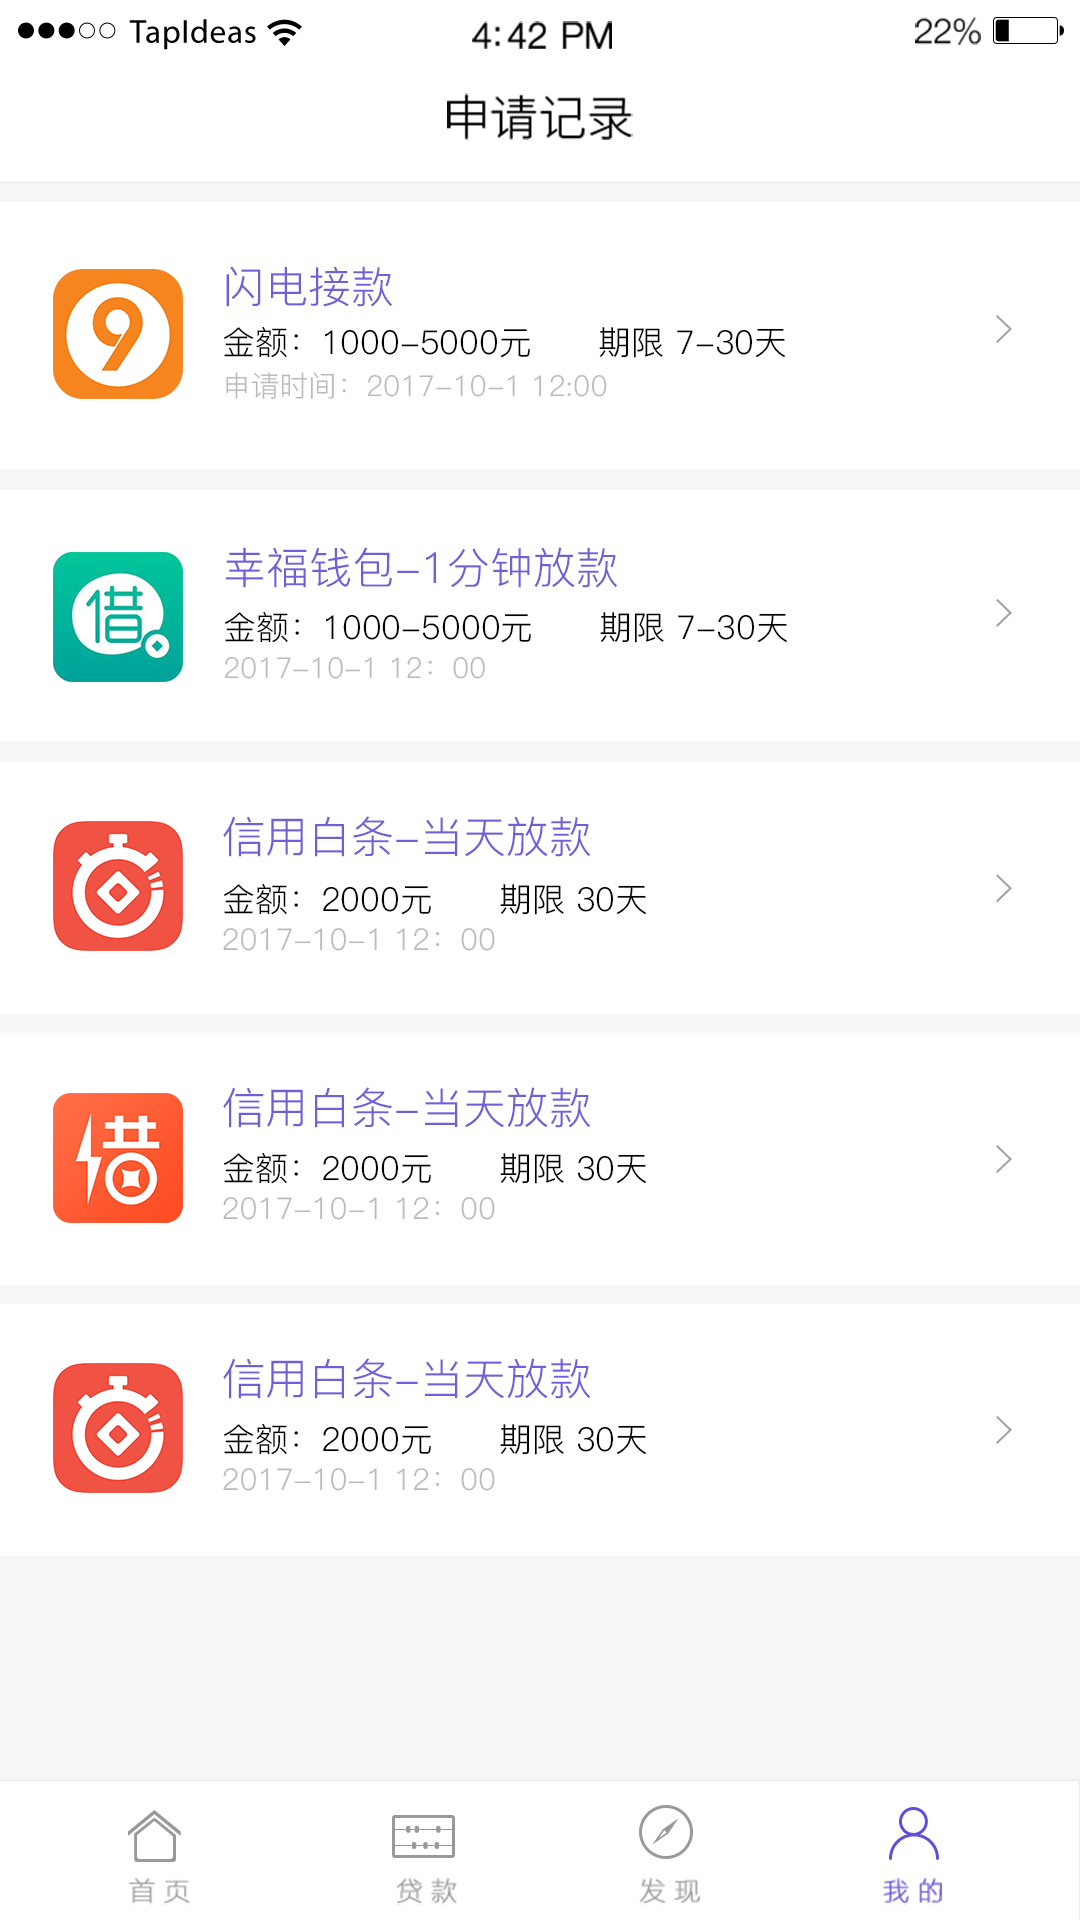 TapIdeas 4:42 PM 22%
申请记录
9
闪电接款
金额：1000-5000元 期限 7-30天
申请时间：2017-10-1 12:00
借
幸福钱包-1分钟放款
金额：1000-5000元 期限 7-30天
2017-10-1 12：00
信用白条-当天放款
金额：2000元 期限 30天
2017-10-1 12：00
借
信用白条-当天放款
金额：2000元 期限 30天
2017-10-1 12：00
信用白条-当天放款
金额：2000元 期限 30天
2017-10-1 12：00
首页 贷款 发现 我的